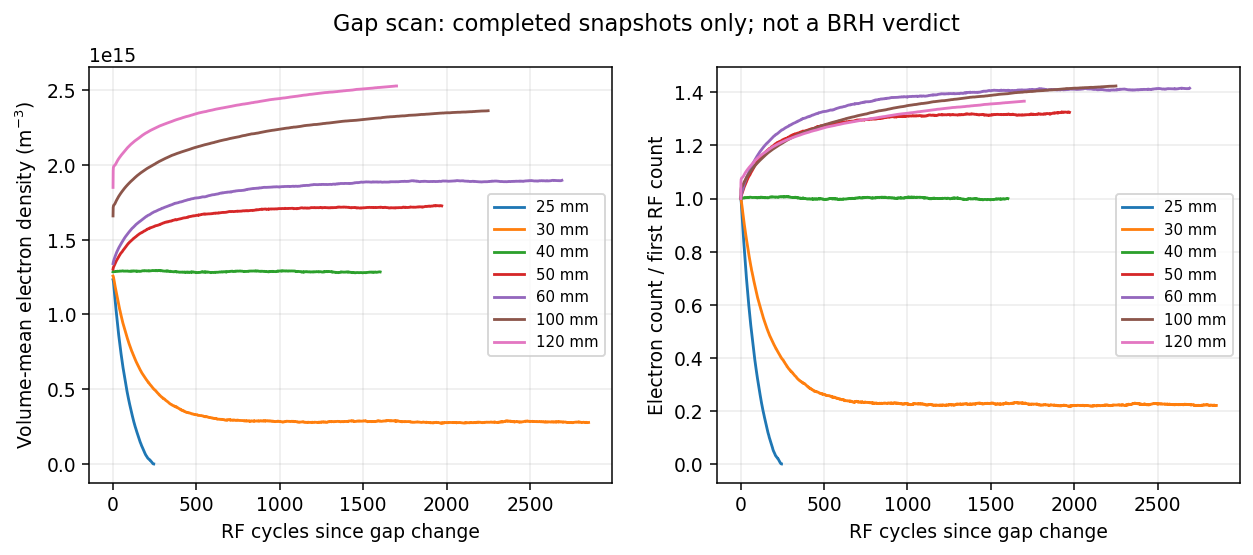 Gap scan: completed snapshots only; not a BRH verdict
1e15
Volume-mean electron density (m⁻³)
2.5
2.0
1.5
1.0
0.5
0.0
0 500 1000 1500 2000 2500
RF cycles since gap change
25 mm
30 mm
40 mm
50 mm
60 mm
100 mm
120 mm
Electron count / first RF count
1.4
1.2
1.0
0.8
0.6
0.4
0.2
0.0
0 500 1000 1500 2000 2500
RF cycles since gap change
25 mm
30 mm
40 mm
50 mm
60 mm
100 mm
120 mm